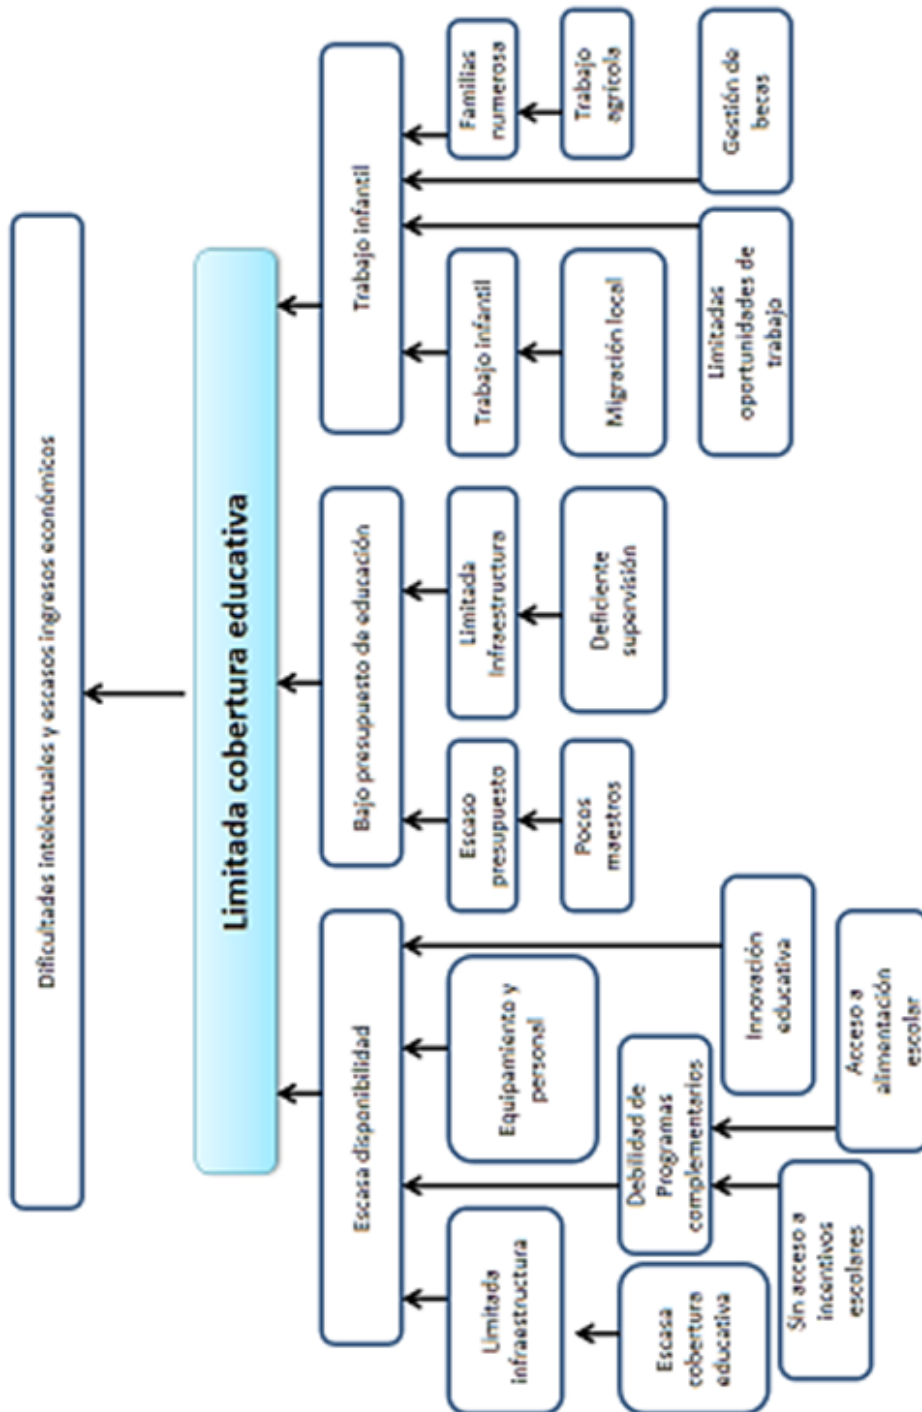 Dificultades intelectuales y escasos ingresos económicos
Limitada cobertura educativa
Escasa disponibilidad
Bajo presupuesto de educación
Trabajo infantil
Limitada
infraestructura
Equipamiento y
personal
Escaso
presupuesto
Limitada
Infraestructura
Trabajo infantil
Familias
numerosa
Escasa
cobertura
educativa
Debilidad de
Programas
complementarios
Pocos
maestros
Deficiente
supervisión
Migración local
Trabajo
agrícola
Sin acceso a
incentivos
escolares
Acceso a
alimentación
escolar
Innovación
educativa
Limitadas
oportunidades de
trabajo
Gestión de
becas